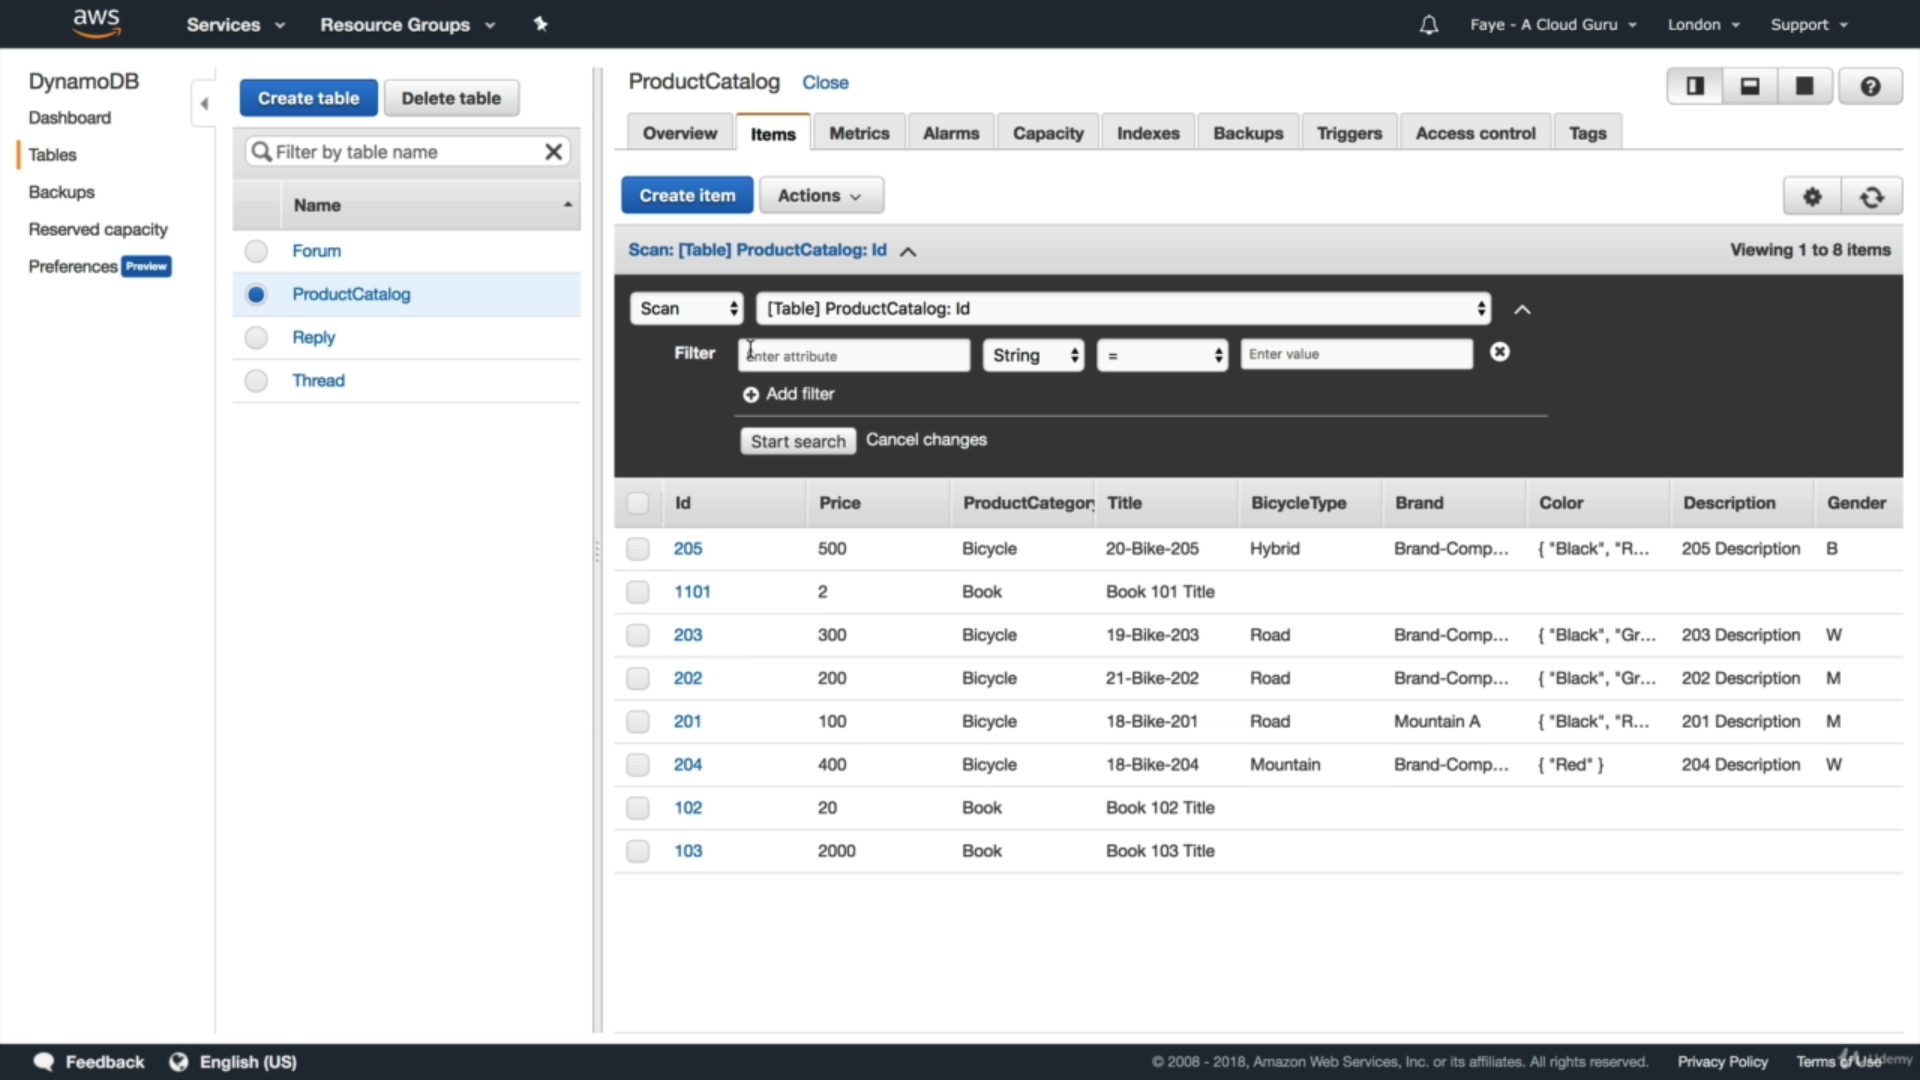 aws
Services
Resource Groups
Faye - A Cloud Guru
London
Support
DynamoDB
Dashboard
Tables
Backups
Reserved capacity
Preferences Preview
Create table
Delete table
Filter by table name
Name
Forum
ProductCatalog
Reply
Thread
ProductCatalog Close
Overview Items Metrics Alarms Capacity Indexes Backups Triggers Access control Tags
Create item
Actions
Scan: [Table] ProductCatalog: Id
Viewing 1 to 8 items
Scan
[Table] ProductCatalog: Id
Filter
Enter attribute
String
=
Enter value
Add filter
Start search
Cancel changes
Id Price ProductCategory Title BicycleType Brand Color Description Gender
205 500 Bicycle 20-Bike-205 Hybrid Brand-Comp... { "Black", "R... 205 Description B
1101 2 Book Book 101 Title
203 300 Bicycle 19-Bike-203 Road Brand-Comp... { "Black", "Gr... 203 Description W
202 200 Bicycle 21-Bike-202 Road Brand-Comp... { "Black", "Gr... 202 Description M
201 100 Bicycle 18-Bike-201 Road Mountain A { "Black", "R... 201 Description M
204 400 Bicycle 18-Bike-204 Mountain Brand-Comp... { "Red" } 204 Description W
102 20 Book Book 102 Title
103 2000 Book Book 103 Title
Feedback
English (US)
© 2008 - 2018, Amazon Web Services, Inc. or its affiliates. All rights reserved.
Privacy Policy
Terms of Use
Udemy